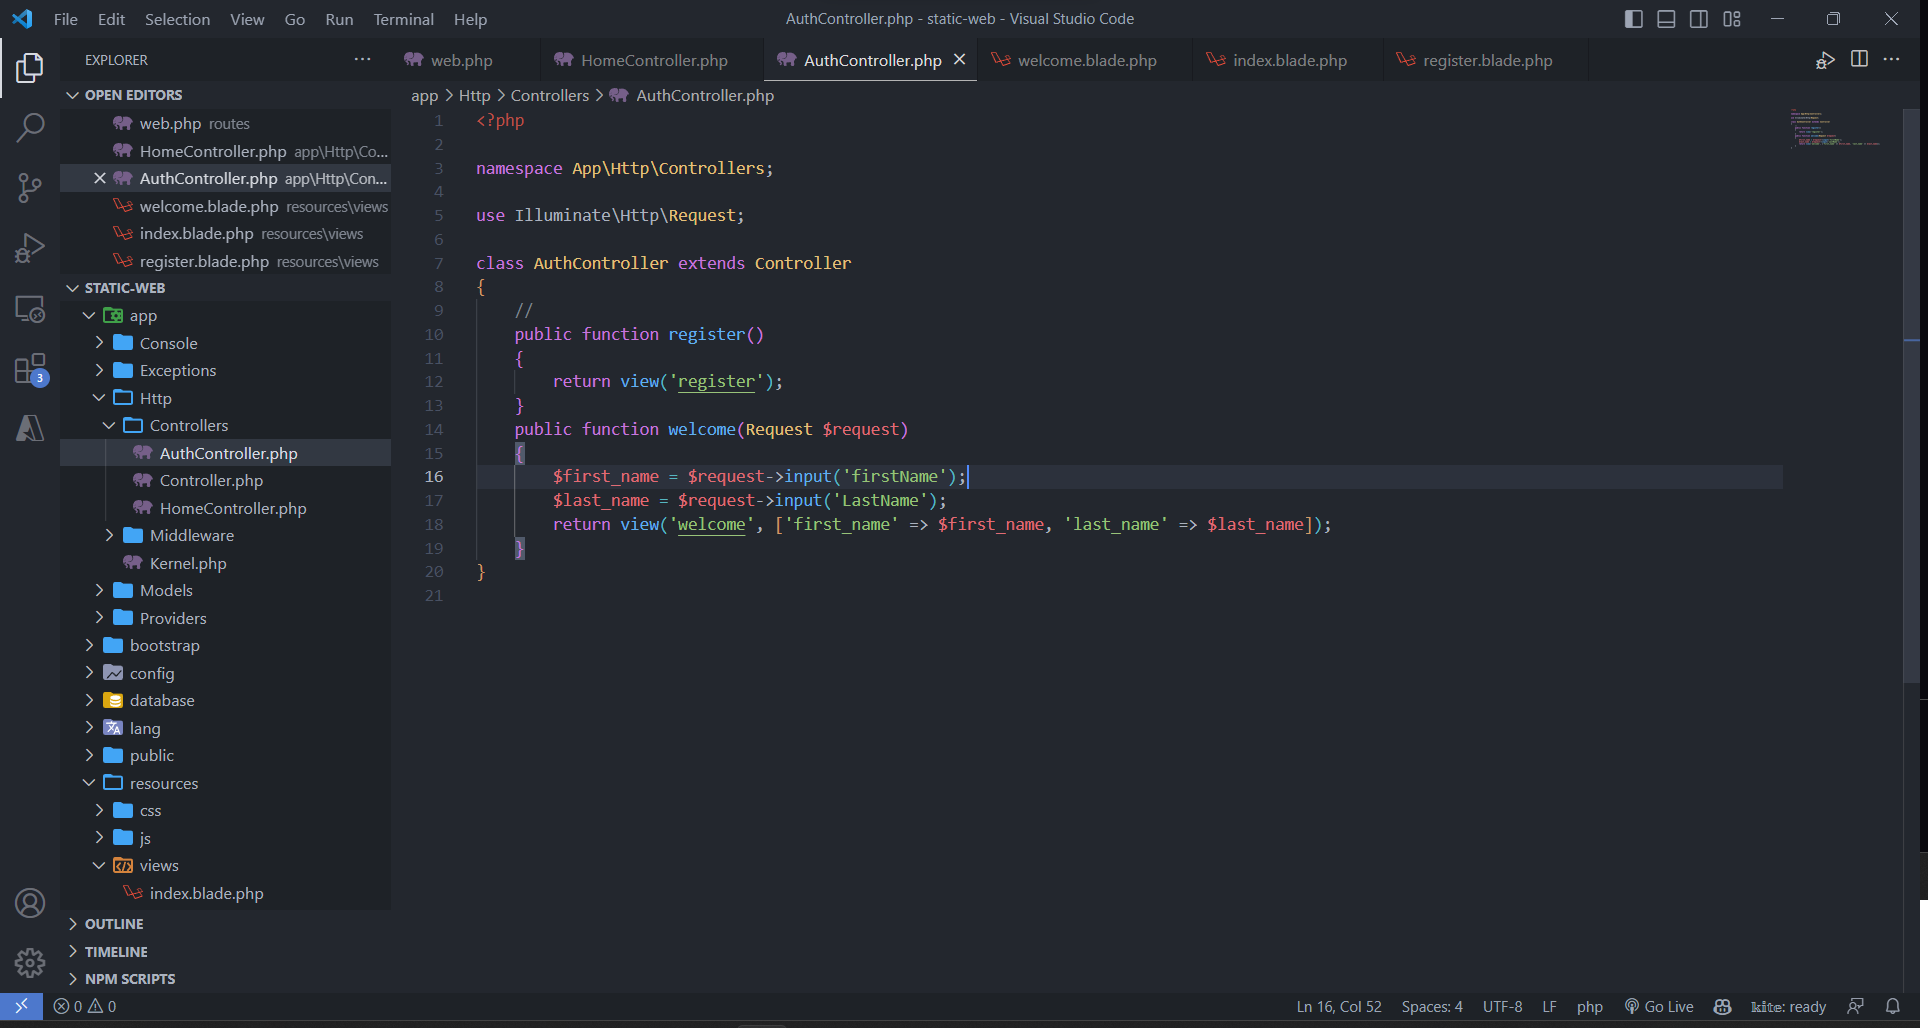 File Edit Selection View Go Run Terminal Help
AuthController.php - static-web - Visual Studio Code
EXPLORER
web.php HomeController.php AuthController.php welcome.blade.php index.blade.php register.blade.php
OPEN EDITORS
web.php routes
HomeController.php app\Http\Co...
AuthController.php app\Http\Con...
welcome.blade.php resources\views
index.blade.php resources\views
register.blade.php resources\views
STATIC-WEB
app
Console
Exceptions
Http
Controllers
AuthController.php
Controller.php
HomeController.php
Middleware
Kernel.php
Models
Providers
bootstrap
config
database
lang
public
resources
css
js
views
index.blade.php
OUTLINE
TIMELINE
NPM SCRIPTS
3
app > Http > Controllers > AuthController.php
1 <?php
2
3 namespace App\Http\Controllers;
4
5 use Illuminate\Http\Request;
6
7 class AuthController extends Controller
8 {
9 //
10 public function register()
11 {
12 return view('register');
13 }
14 public function welcome(Request $request)
15 {
16 $first_name = $request->input('firstName');
17 $last_name = $request->input('LastName');
18 return view('welcome', ['first_name' => $first_name, 'last_name' => $last_name]);
19 }
20 }
21
0 0
Ln 16, Col 52 Spaces: 4 UTF-8 LF php Go Live kite: ready